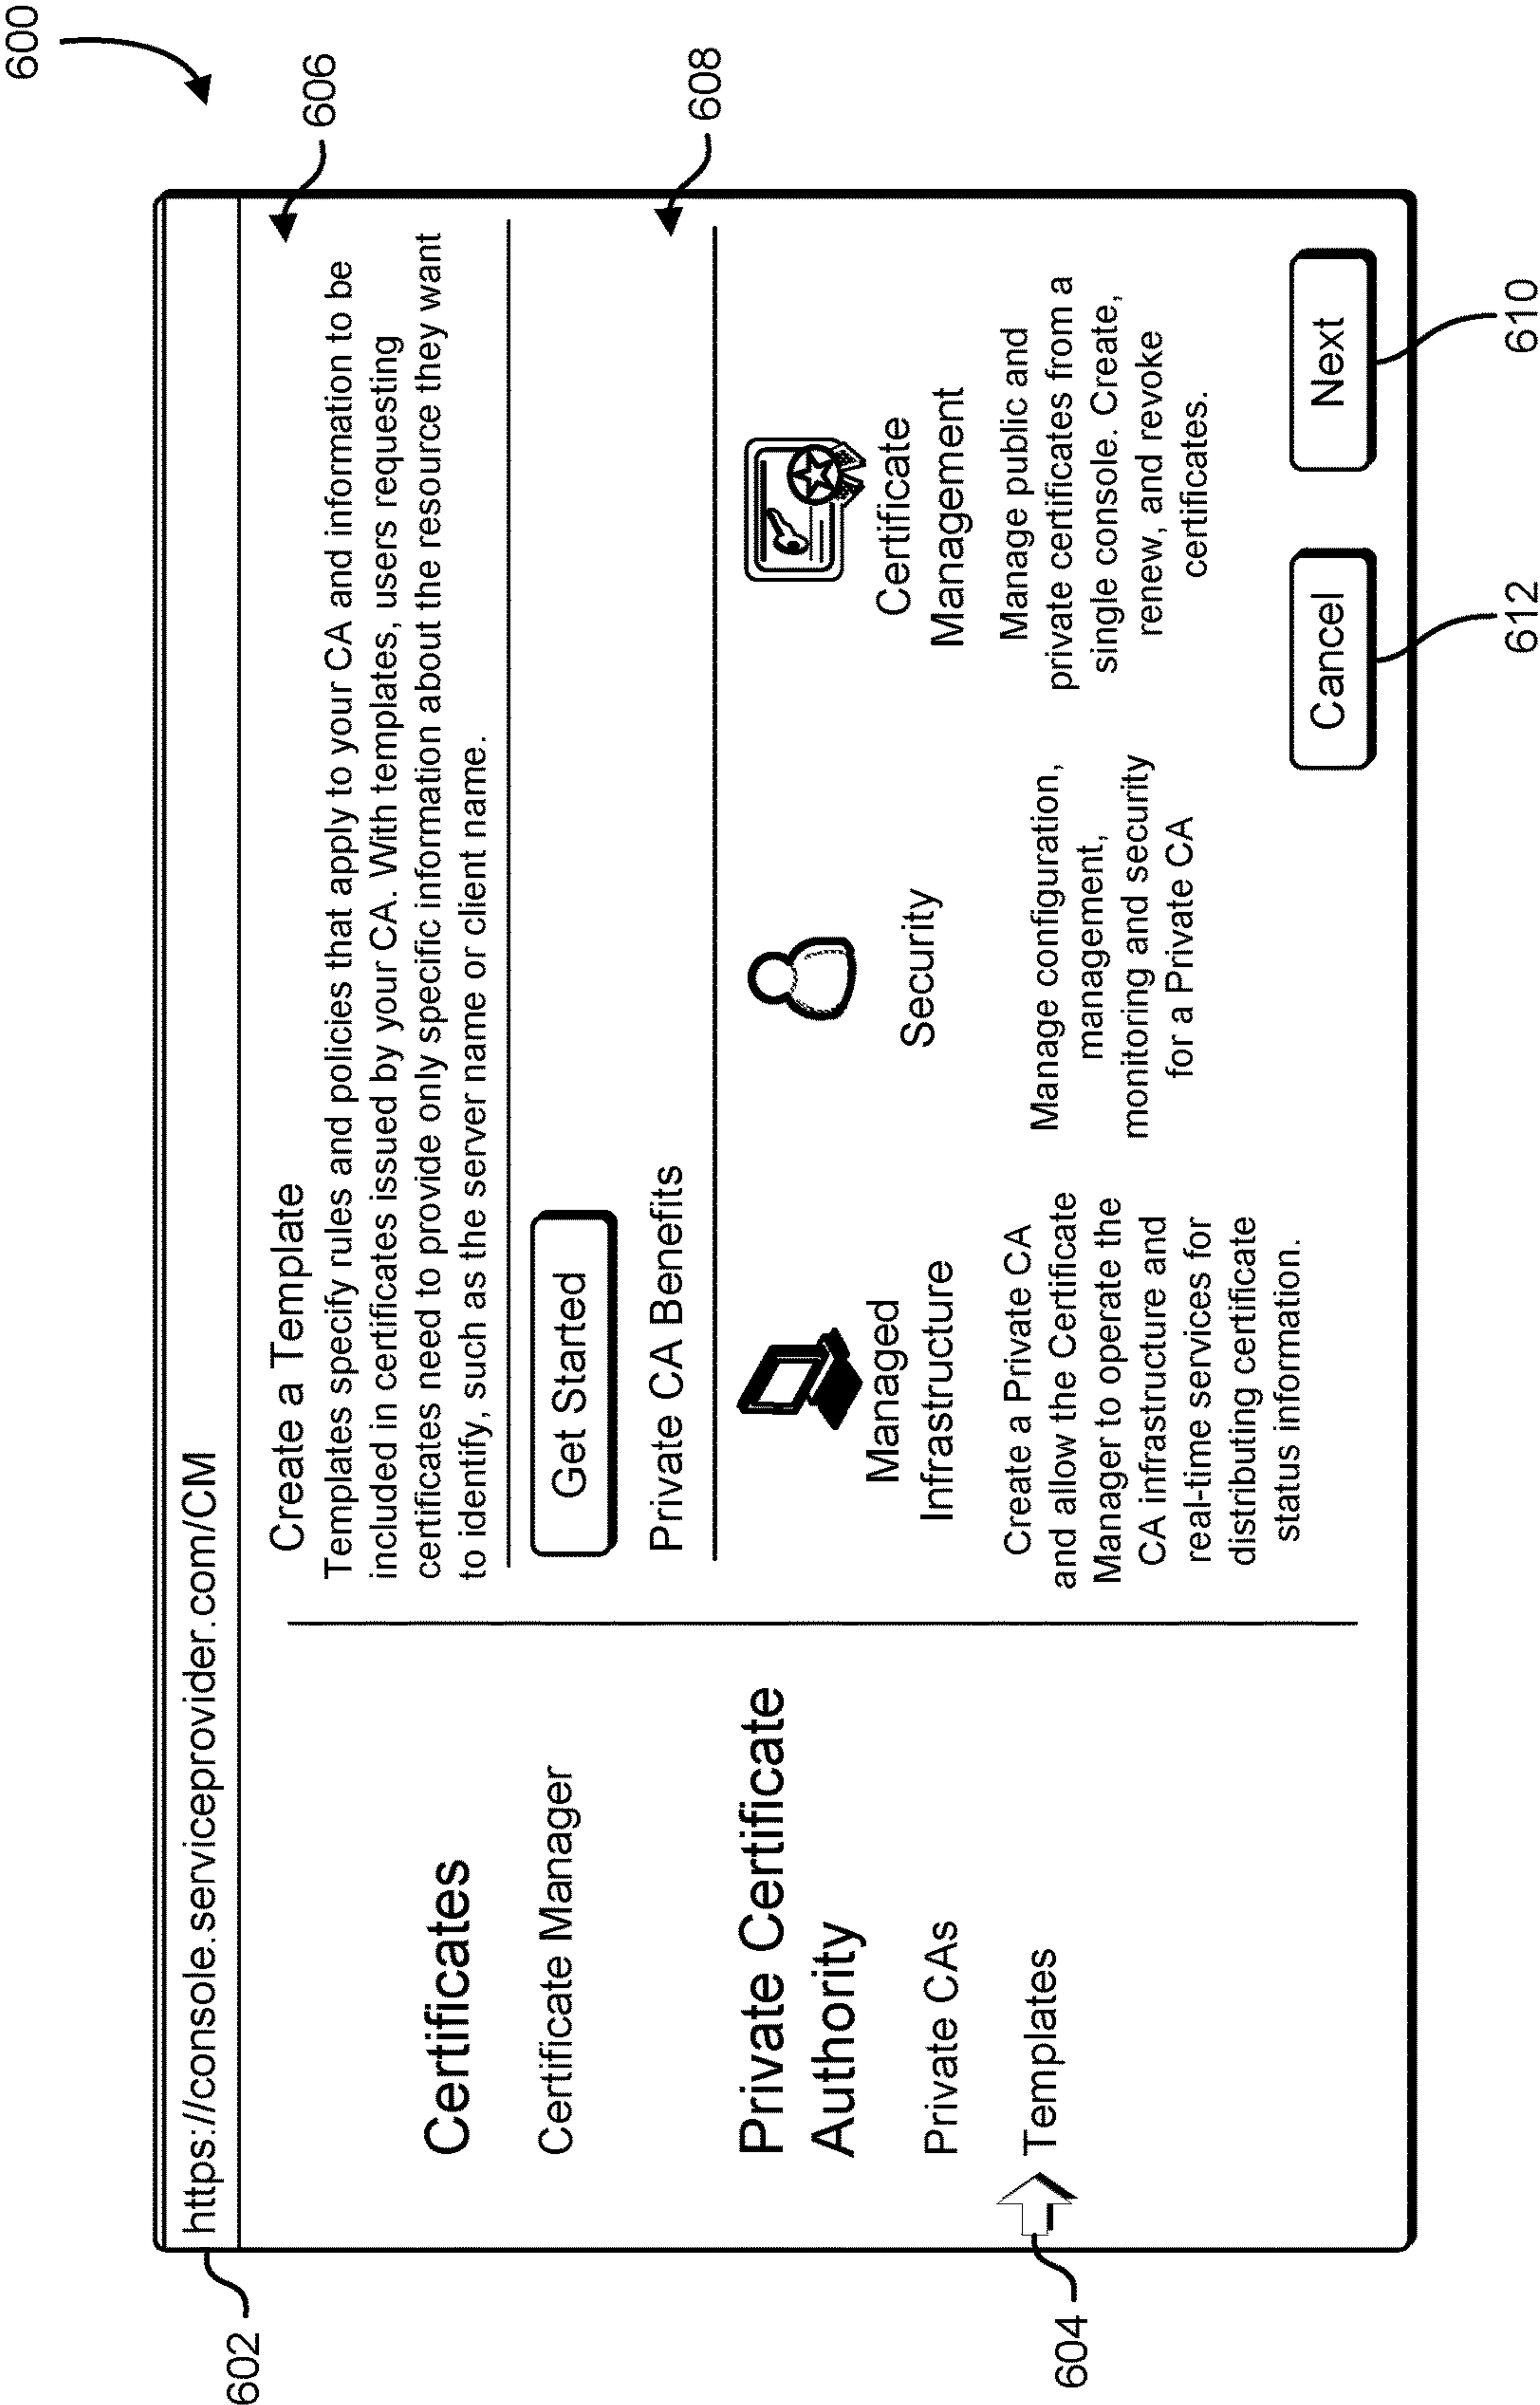 600
602
https://console.serviceprovider.com/CM
Certificates
Certificate Manager
Private Certificate
Authority
Private CAs
604
Templates
606
Create a Template
Templates specify rules and policies that apply to your CA and information to be
included in certificates issued by your CA. With templates, users requesting
certificates need to provide only specific information about the resource they want
to identify, such as the server name or client name.
Get Started
608
Private CA Benefits
Managed
Infrastructure
Create a Private CA
and allow the Certificate
Manager to operate the
CA infrastructure and
real-time services for
distributing certificate
status information.
Security
Manage configuration,
management,
monitoring and security
for a Private CA
Certificate
Management
Manage public and
private certificates from a
single console. Create,
renew, and revoke
certificates.
Cancel
Next
612
610